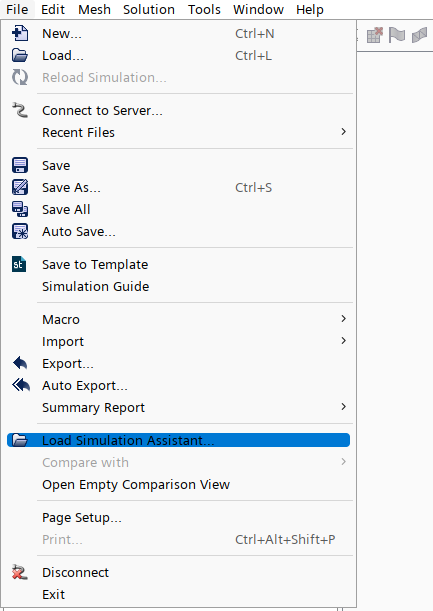 File Edit Mesh Solution Tools Window Help
New... Ctrl+N
Load... Ctrl+L
Reload Simulation...
Connect to Server...
Recent Files
Save
Save As... Ctrl+S
Save All
Auto Save...
st Save to Template
Simulation Guide
Macro
Import
Export...
Auto Export...
Summary Report
Load Simulation Assistant...
Compare with
Open Empty Comparison View
Page Setup...
Print... Ctrl+Alt+Shift+P
Disconnect
Exit